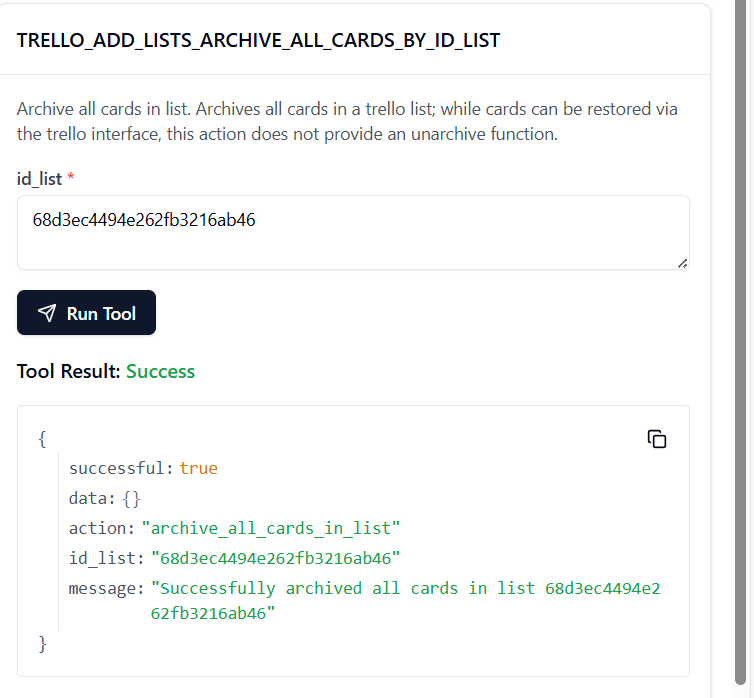 TRELLO_ADD_LISTS_ARCHIVE_ALL_CARDS_BY_ID_LIST
Archive all cards in list. Archives all cards in a trello list; while cards can be restored via
the trello interface, this action does not provide an unarchive function.
id_list *
68d3ec4494e262fb3216ab46
Run Tool
Tool Result: Success
{
successful: true
data: {}
action: "archive_all_cards_in_list"
id_list: "68d3ec4494e262fb3216ab46"
message: "Successfully archived all cards in list 68d3ec4494e2
62fb3216ab46"
}